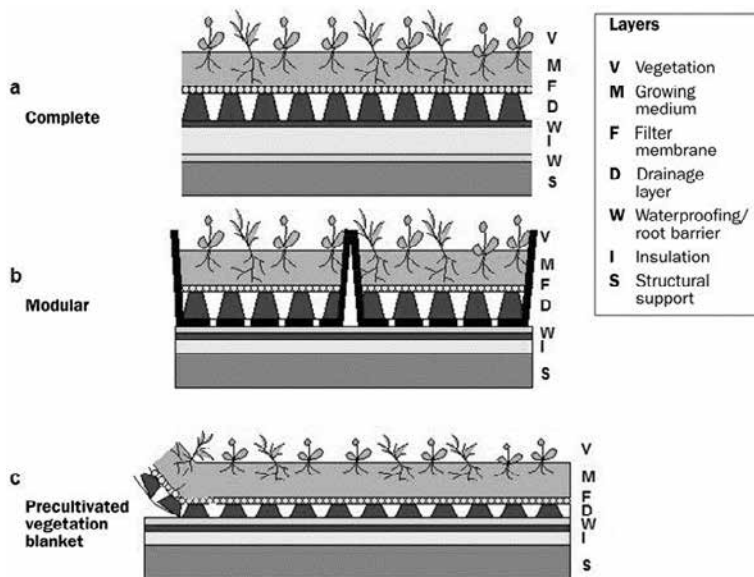 a
Complete
V
M
F
D
W
I
W
S
b
Modular
V
M
F
D
W
I
S
c
Precultivated
vegetation
blanket
V
M
F
D
W
I
S
Layers
V Vegetation
M Growing
medium
F Filter
membrane
D Drainage
layer
W Waterproofing/
root barrier
I Insulation
S Structural
support